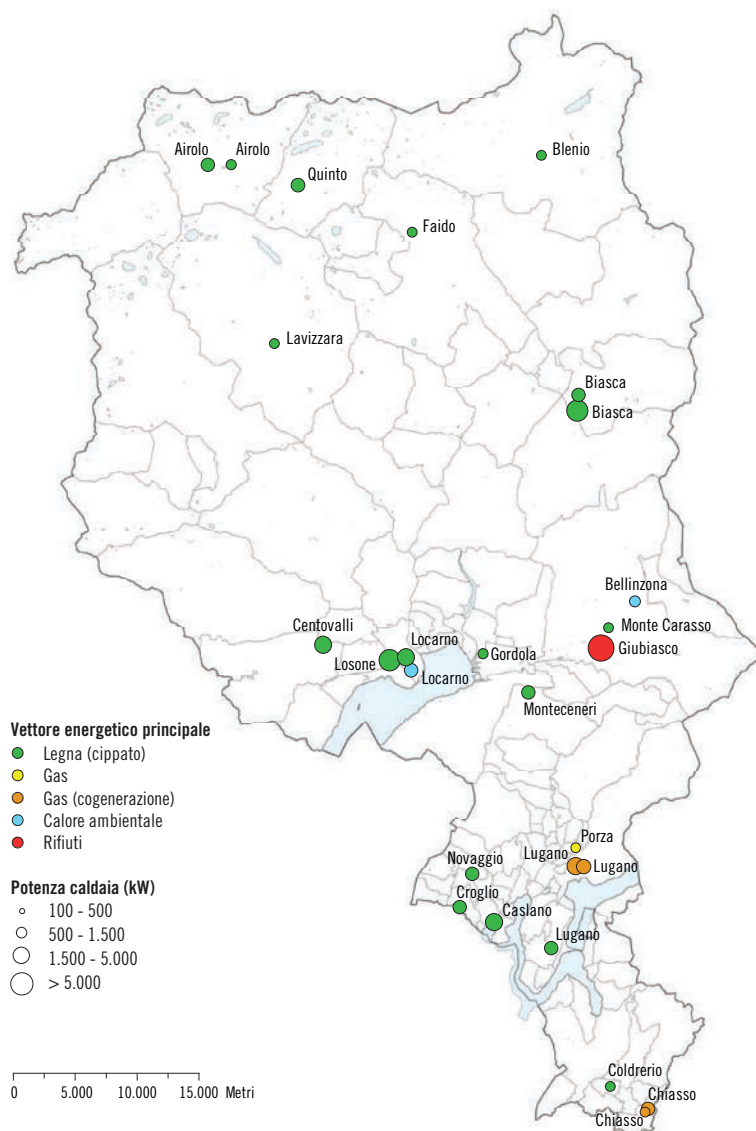 Airolo
Airolo
Quinto
Blenio
Faido
Lavizzara
Biasca
Biasca
Bellinzona
Monte Carasso
Giubiasco
Centovalli
Locarno
Losone
Locarno
Gordola
Monteceneri
Vettore energetico principale
Legna (cippato)
Gas
Gas (cogenerazione)
Calore ambientale
Rifiuti
Potenza caldaia (kW)
100 - 500
500 - 1.500
1.500 - 5.000
> 5.000
Porza
Lugano
Lugano
Novaggio
Croglio
Caslano
Lugano
Coldrerio
Chiasso
Chiasso
0 5.000 10.000 15.000 Metri